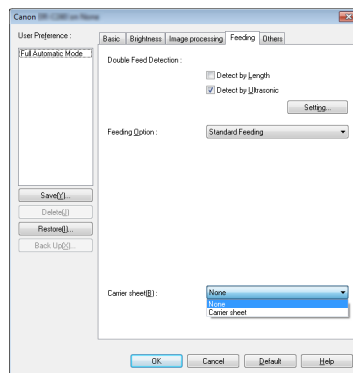 Canon
User Preference :
Full Automatic Mode
Save(Y)...
Delete(J)
Restore(L)...
Back Up(X)...
Basic Brightness Image processing Feeding Others
Double Feed Detection :
Detect by Length
Detect by Ultrasonic
Setting...
Feeding Option :
Standard Feeding
Carrier sheet(B) :
None
None
Carrier sheet
OK Cancel Default Help